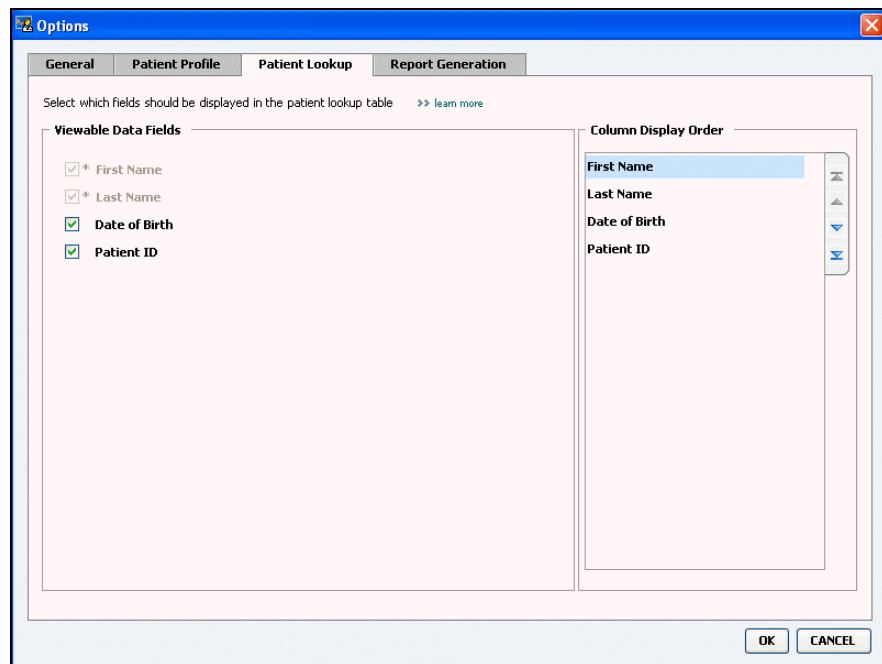 Options
General Patient Profile Patient Lookup Report Generation
Select which fields should be displayed in the patient lookup table >> learn more
Viewable Data Fields
* First Name
* Last Name
Date of Birth
Patient ID
Column Display Order
First Name
Last Name
Date of Birth
Patient ID
OK CANCEL